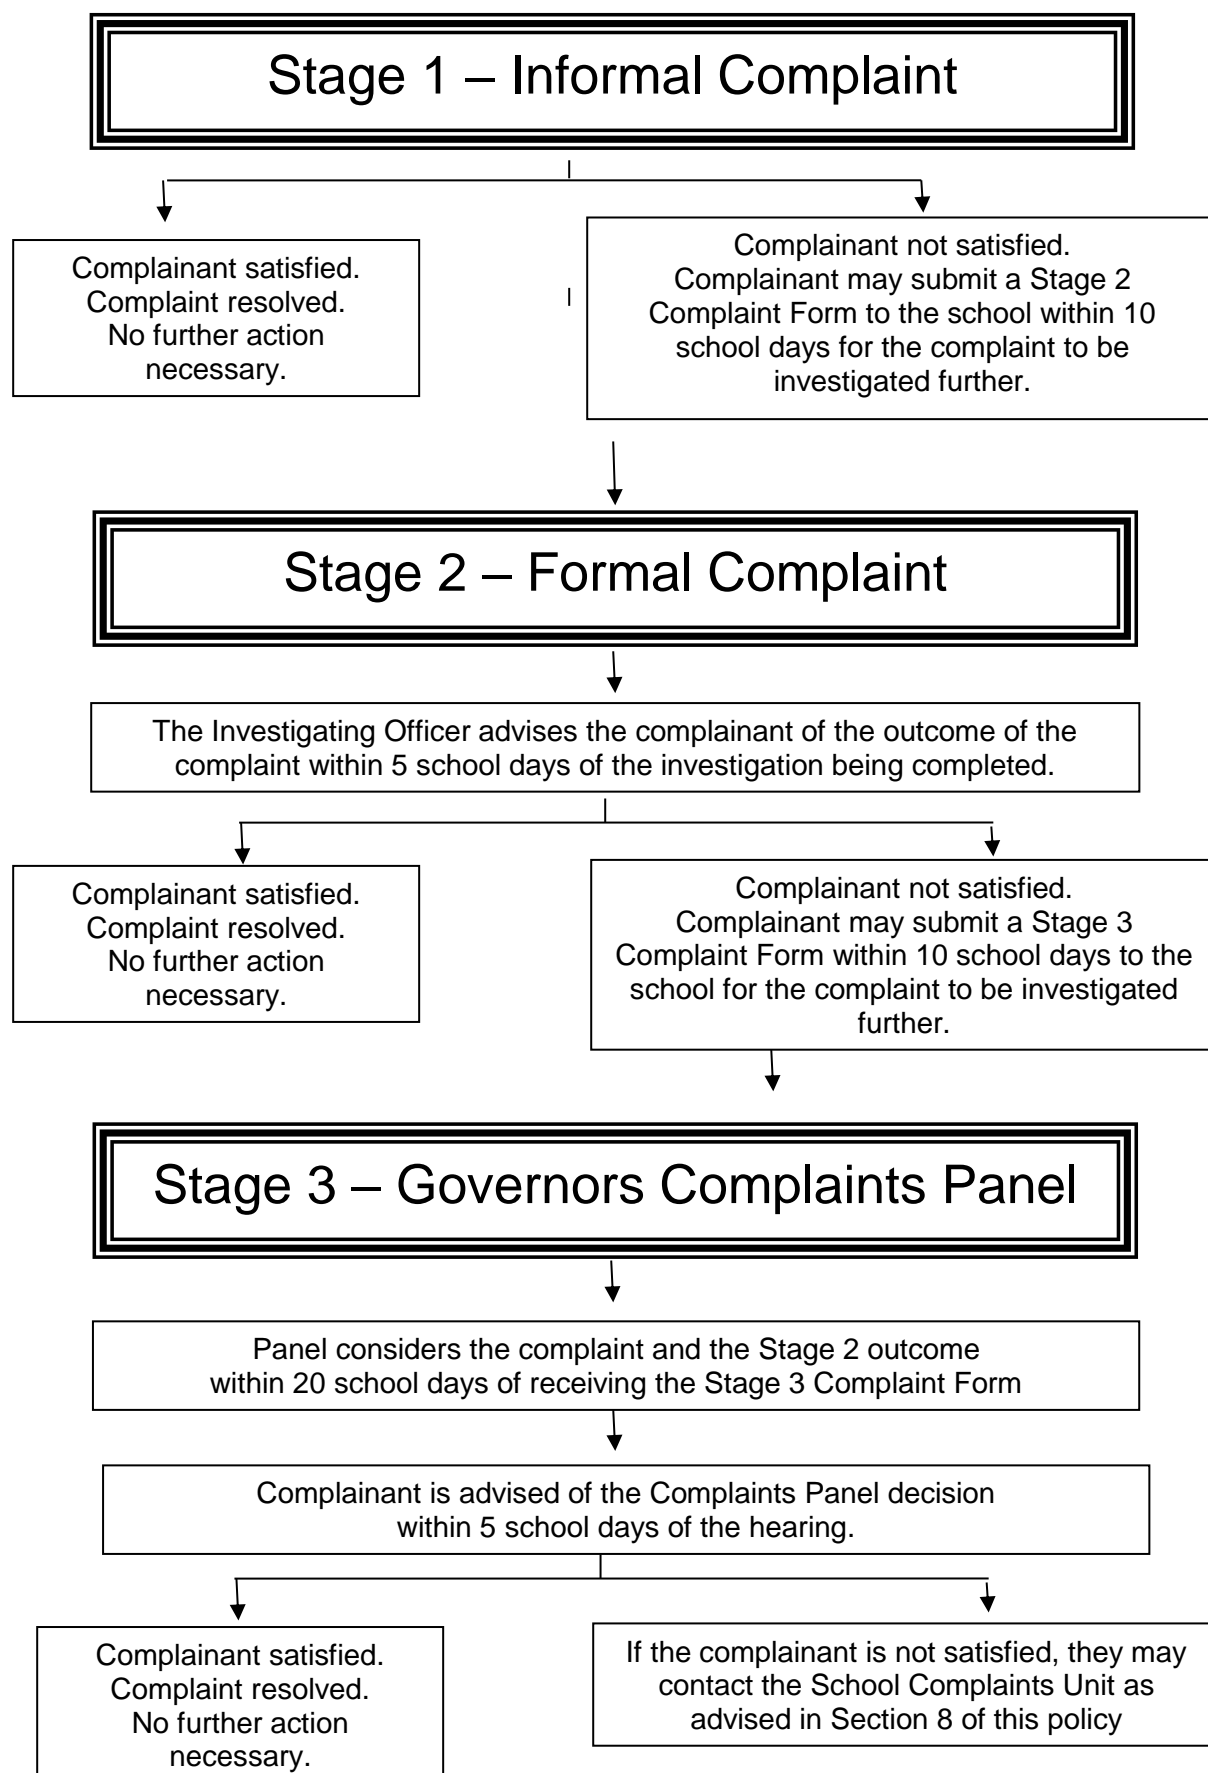 Stage 1 – Informal Complaint
Complainant satisfied.
Complaint resolved.
No further action
necessary.
Complainant not satisfied.
Complainant may submit a Stage 2
Complaint Form to the school within 10
school days for the complaint to be
investigated further.
Stage 2 – Formal Complaint
The Investigating Officer advises the complainant of the outcome of the
complaint within 5 school days of the investigation being completed.
Complainant satisfied.
Complaint resolved.
No further action
necessary.
Complainant not satisfied.
Complainant may submit a Stage 3
Complaint Form within 10 school days to the
school for the complaint to be investigated
further.
Stage 3 – Governors Complaints Panel
Panel considers the complaint and the Stage 2 outcome
within 20 school days of receiving the Stage 3 Complaint Form
Complainant is advised of the Complaints Panel decision
within 5 school days of the hearing.
Complainant satisfied.
Complaint resolved.
No further action
necessary.
If the complainant is not satisfied, they may
contact the School Complaints Unit as
advised in Section 8 of this policy